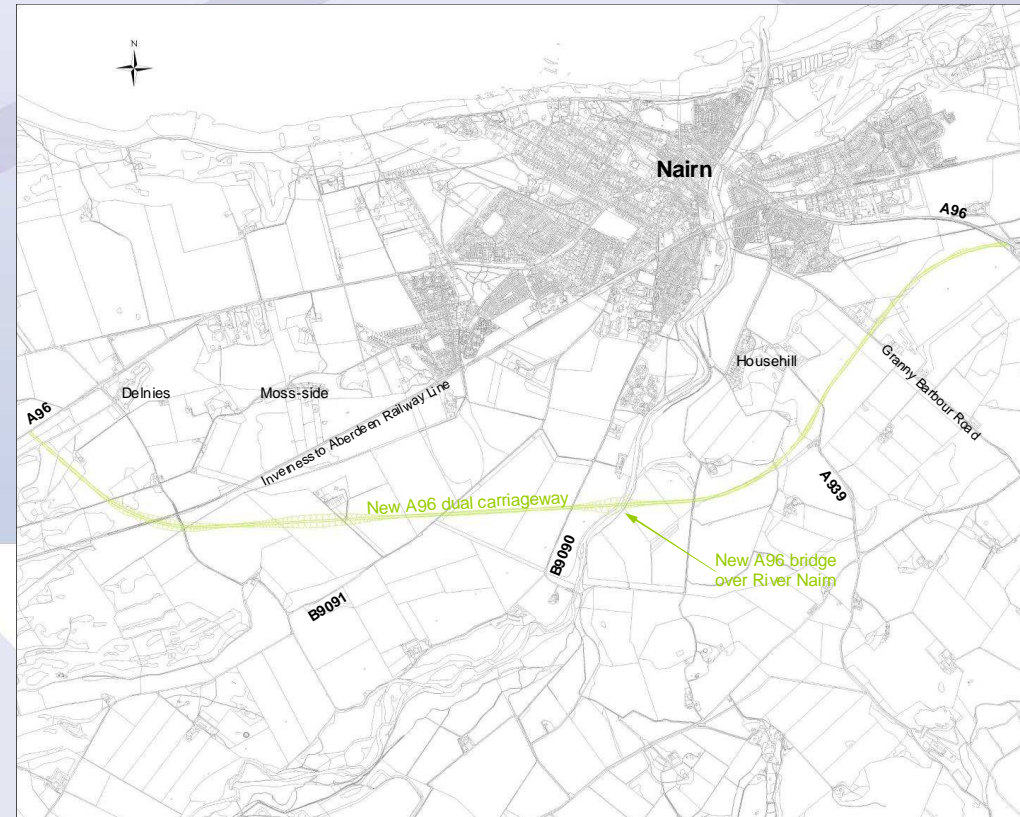 N
Nairn
A96
Househill
Granny Barbour Road
Delnies
Moss-side
A96
Inverness to Aberdeen Railway Line
A939
New A96 dual carriageway
B9090
New A96 bridge
over River Nairn
B9091